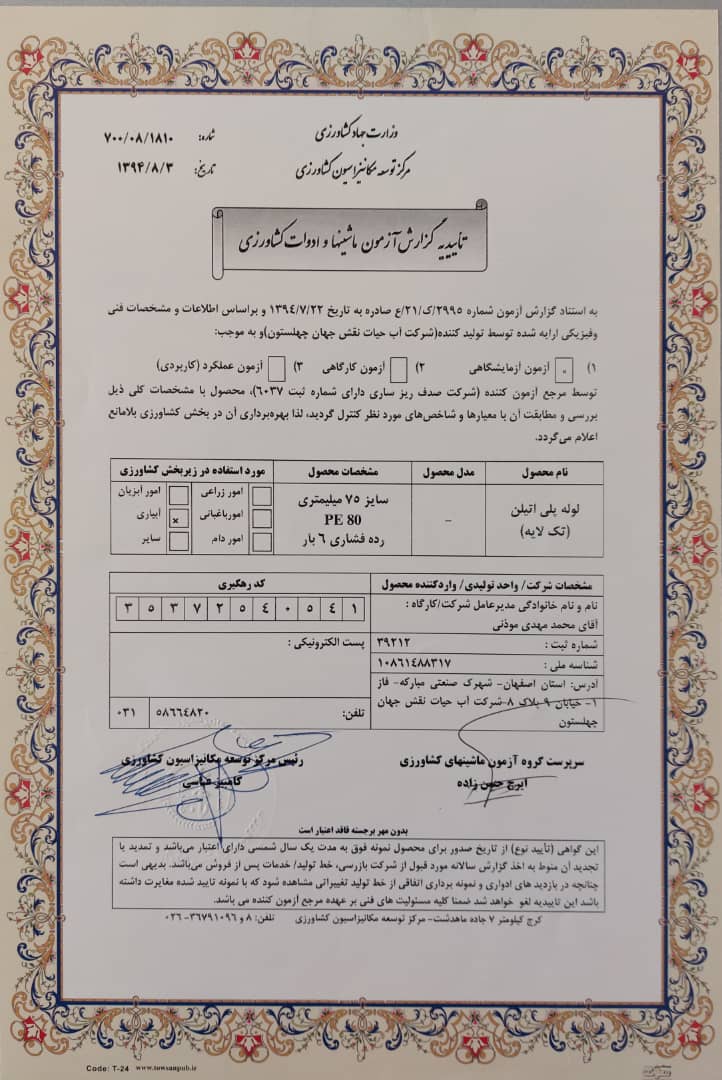 وزارت جهاد کشاورزی
مرکز توسعه مکانیزاسیون کشاورزی
شماره: ۷۰۰/۰۸/۱۸۱۰
تاریخ: ۱۳۹۴/۸/۳
تأییدیه گزارش آزمون ماشینها و ادوات کشاورزی
به استناد گزارش آزمون شماره ۲۹۹۵/ک/۲۱/ع صادره به تاریخ ۱۳۹۴/۷/۲۲ و براساس اطلاعات و مشخصات فنی
وفیزیکی ارایه شده توسط تولید کننده(شرکت آب حیات نقش جهان چهلستون)و به موجب:
۱) آزمون آزمایشگاهی ۲) آزمون کارگاهی ۳) آزمون عملکرد (کاربردی)
توسط مرجع آزمون کننده (شرکت صدف ریز ساری دارای شماره ثبت ۶۰۳۷)، محصول با مشخصات کلی ذیل
بررسی و مطابقت آن با معیارها و شاخص‌های مورد نظر کنترل گردید، لذا بهره‌برداری آن در بخش کشاورزی بلامانع
اعلام می‌گردد.
نام محصول مدل محصول مشخصات محصول مورد استفاده در زیربخش کشاورزی
لوله پلی اتیلن
(تک لایه)
--
سایز ۷۵ میلیمتری
PE 80
رده فشاری ۶ بار
امور زراعی امور آبزیان
امورباغبانی آبیاری x
امور دام سایر
مشخصات شرکت/ واحد تولیدی/ واردکننده محصول
نام و نام خانوادگی مدیرعامل شرکت/کارگاه :
آقای محمد مهدی موذنی
شماره ثبت : ۳۹۲۱۲
شناسه ملی : ۱۰۸۶۱۴۸۸۳۱۷
آدرس: استان اصفهان- شهرک صنعتی مبارکه- فاز
۱- خیابان ۹-پلاک ۸-شرکت آب حیات نقش جهان
چهلستون
کد رهگیری
۳ ۵ ۳ ۷ ۲ ۵ ۴ ۰ ۵ ۴ ۱
پست الکترونیکی :
تلفن: ۵۸۶۶۴۸۲۰ ۰۳۱
سرپرست گروه آزمون ماشینهای کشاورزی
ایرج حسن زاده
رئیس مرکز توسعه مکانیزاسیون کشاورزی
کامبیز عباسی
بدون مهر برجسته فاقد اعتبار است
این گواهی (تأیید نوع) از تاریخ صدور برای محصول نمونه فوق به مدت یک سال شمسی دارای اعتبار می‌باشد و تمدید یا
تجدید آن منوط به اخذ گزارش سالانه مورد قبول از شرکت بازرسی، خط تولید/ خدمات پس از فروش می‌باشد. بدیهی است
چنانچه در بازدید های ادواری و نمونه برداری اتفاقی از خط تولید تغییراتی مشاهده شود که با نمونه تایید شده مغایرت داشته
باشد این تاییدیه لغو خواهد شد ضمنا کلیه مسئولیت های فنی بر عهده مرجع آزمون کننده می باشد.
کرج کیلومتر ۷ جاده ماهدشت- مرکز توسعه مکانیزاسیون کشاورزی تلفن: ۸ و ۳۶۷۹۱۰۹۶- ۰۲۶
Code: T-24 www.towsanpub.ir